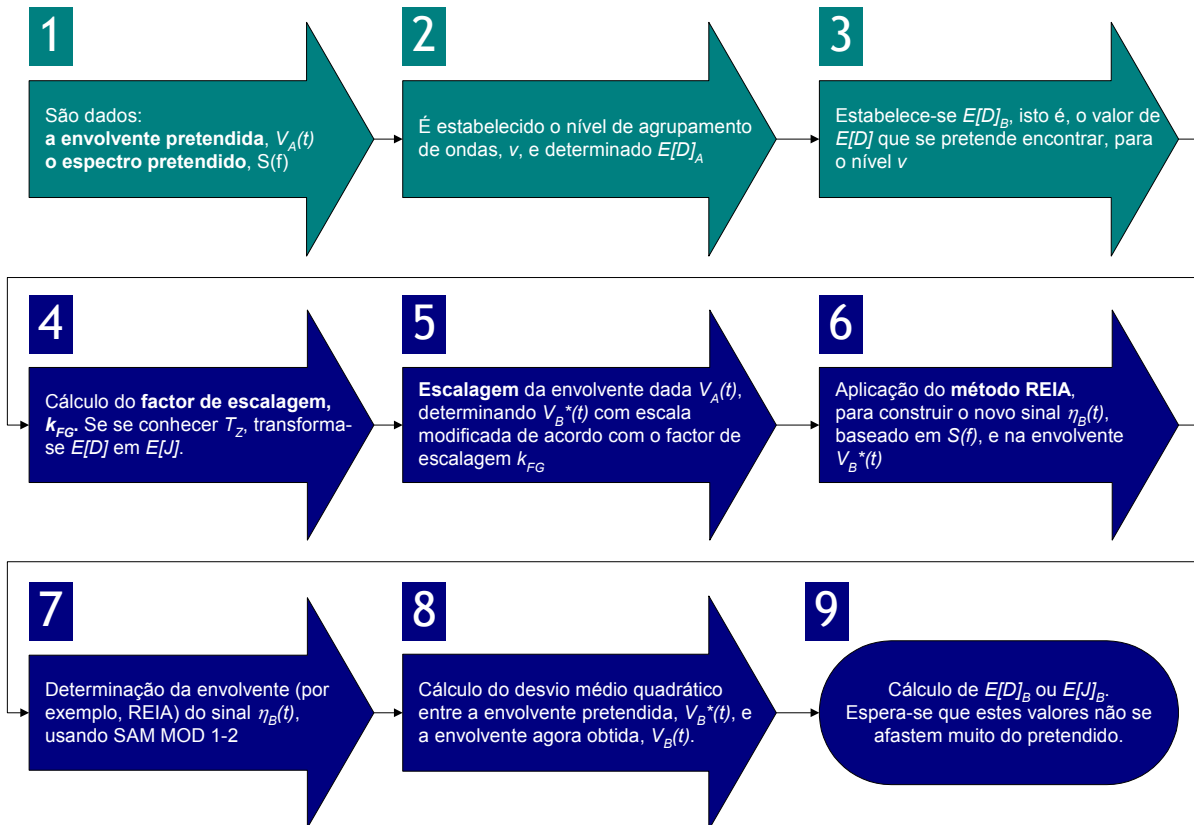 1
São dados:
a envolvente pretendida, V_A(t)
o espectro pretendido, S(f)
2
É estabelecido o nível de agrupamento
de ondas, v, e determinado E[D]_A
3
Estabelece-se E[D]_B, isto é, o valor de
E[D] que se pretende encontrar, para
o nível v
4
Cálculo do factor de escalagem,
k_FG. Se se conhecer T_Z, transforma-
se E[D] em E[J].
5
Escalagem da envolvente dada V_A(t),
determinando V_B*(t) com escala
modificada de acordo com o factor de
escalagem k_FG
6
Aplicação do método REIA,
para construir o novo sinal η_B(t),
baseado em S(f), e na envolvente
V_B*(t)
7
Determinação da envolvente (por
exemplo, REIA) do sinal η_B(t),
usando SAM MOD 1-2
8
Cálculo do desvio médio quadrático
entre a envolvente pretendida, V_B*(t), e
a envolvente agora obtida, V_B(t).
9
Cálculo de E[D]_B ou E[J]_B.
Espera-se que estes valores não se
afastem muito do pretendido.